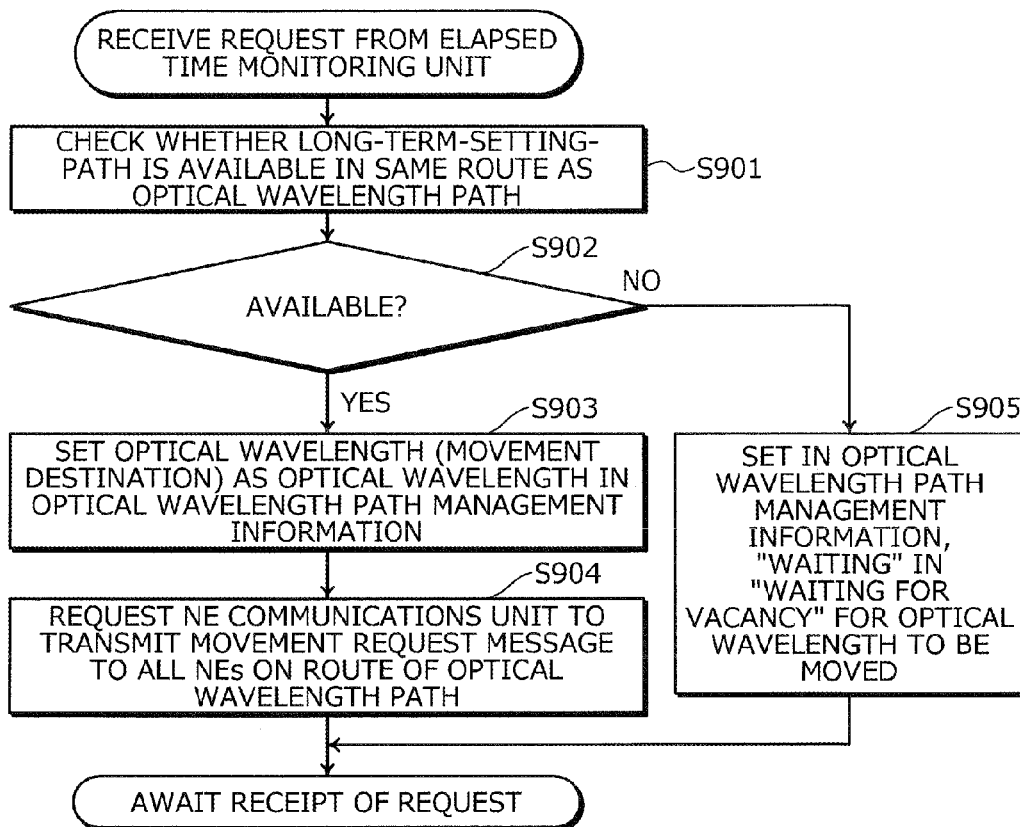 RECEIVE REQUEST FROM ELAPSED
TIME MONITORING UNIT
CHECK WHETHER LONG-TERM-SETTING-
PATH IS AVAILABLE IN SAME ROUTE AS
OPTICAL WAVELENGTH PATH
S901
S902
AVAILABLE?
NO
YES
S903
SET OPTICAL WAVELENGTH (MOVEMENT
DESTINATION) AS OPTICAL WAVELENGTH IN
OPTICAL WAVELENGTH PATH MANAGEMENT
INFORMATION
S904
REQUEST NE COMMUNICATIONS UNIT TO
TRANSMIT MOVEMENT REQUEST MESSAGE
TO ALL NEs ON ROUTE OF OPTICAL
WAVELENGTH PATH
S905
SET IN OPTICAL
WAVELENGTH PATH
MANAGEMENT
INFORMATION,
"WAITING" IN
"WAITING FOR
VACANCY" FOR OPTICAL
WAVELENGTH TO BE
MOVED
AWAIT RECEIPT OF REQUEST